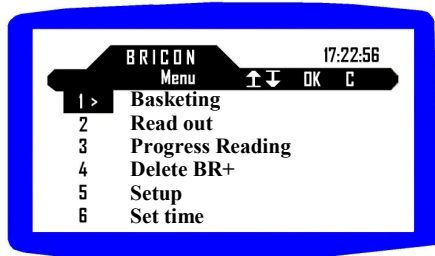 BRICON 17:22:56
Menu OK C
1 > Basketing
2 Read out
3 Progress Reading
4 Delete BR+
5 Setup
6 Set time